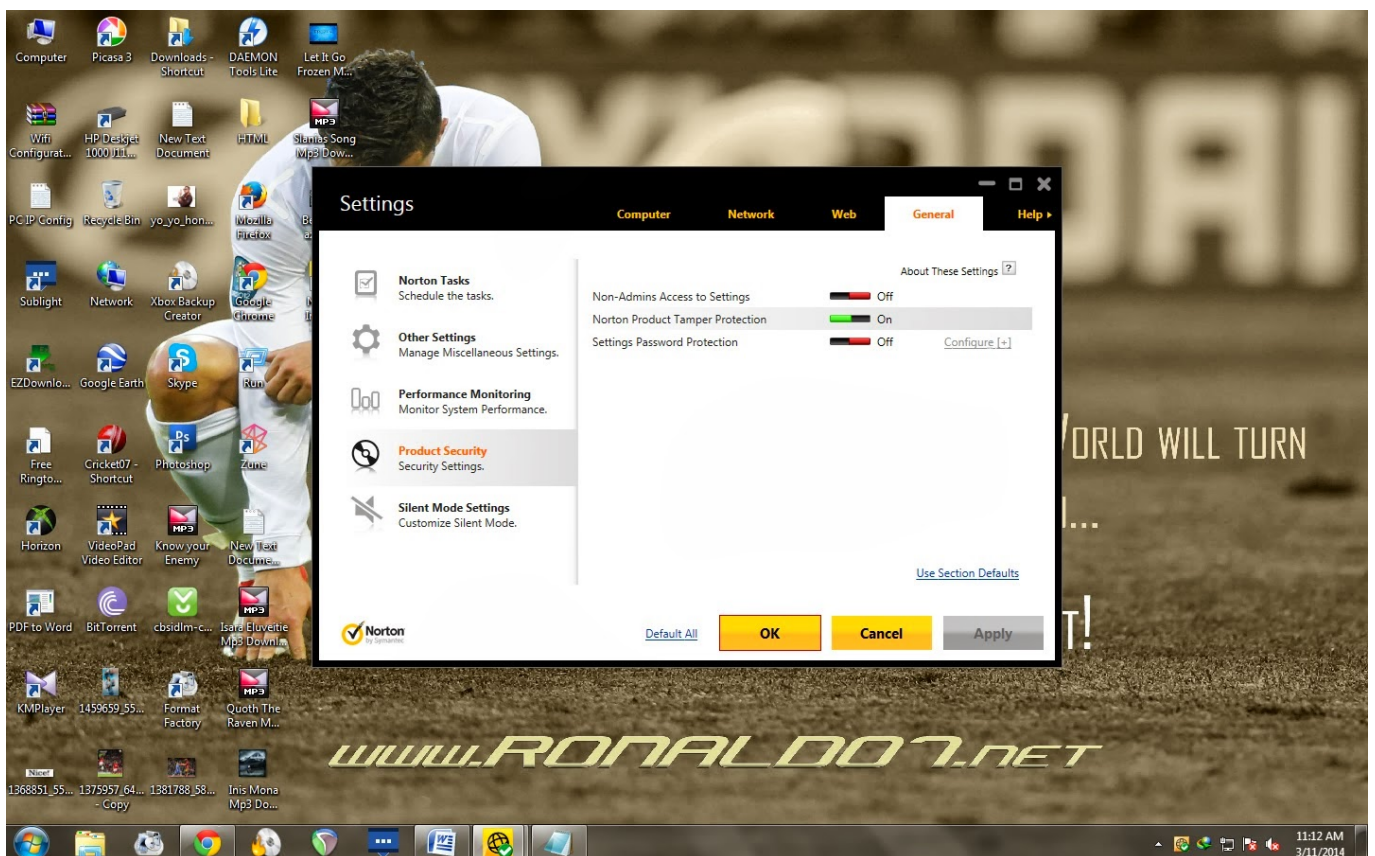 Computer
Picasa 3
Downloads - Shortcut
DAEMON Tools Lite
Let It Go Frozen M...
Wifi Configurat...
HP Deskjet 1000 J11...
New Text Document
HTML
Slanias Song Mp3 Dow...
PC IP Config
Recycle Bin
yo_yo_hon...
Mozilla Firefox
Sublight
Network
Xbox Backup Creator
Google Chrome
EZDownlo...
Google Earth
Skype
Run
Free Ringto...
Cricket07 - Shortcut
Photoshop
Zune
Horizon
VideoPad Video Editor
Know your Enemy
New Text Docume...
PDF to Word
BitTorrent
cbsidlm-c...
Isara Eluveitie Mp3 Downl...
KMPlayer
1459659_55...
Format Factory
Quoth The Raven M...
1368851_55...
1375957_64... - Copy
1381788_58...
Inis Mona Mp3 Do...
Settings
Computer
Network
Web
General
Help
Norton Tasks
Schedule the tasks.
Other Settings
Manage Miscellaneous Settings.
Performance Monitoring
Monitor System Performance.
Product Security
Security Settings.
Silent Mode Settings
Customize Silent Mode.
About These Settings ?
Non-Admins Access to Settings Off
Norton Product Tamper Protection On
Settings Password Protection Off Configure [+]
Use Section Defaults
Norton
by Symantec
Default All
OK
Cancel
Apply
WORLD WILL TURN
www.RONALDO7.NET
11:12 AM
3/11/2014